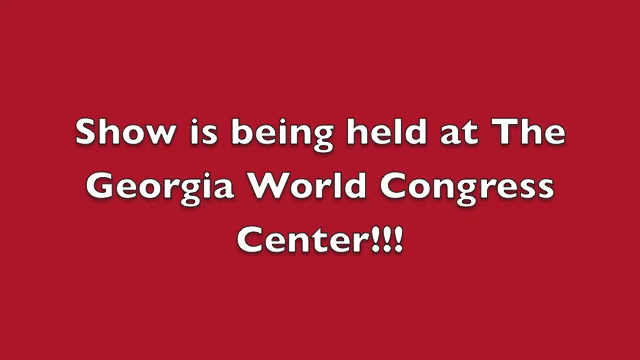 Show is being held at The
Georgia World Congress
Center!!!